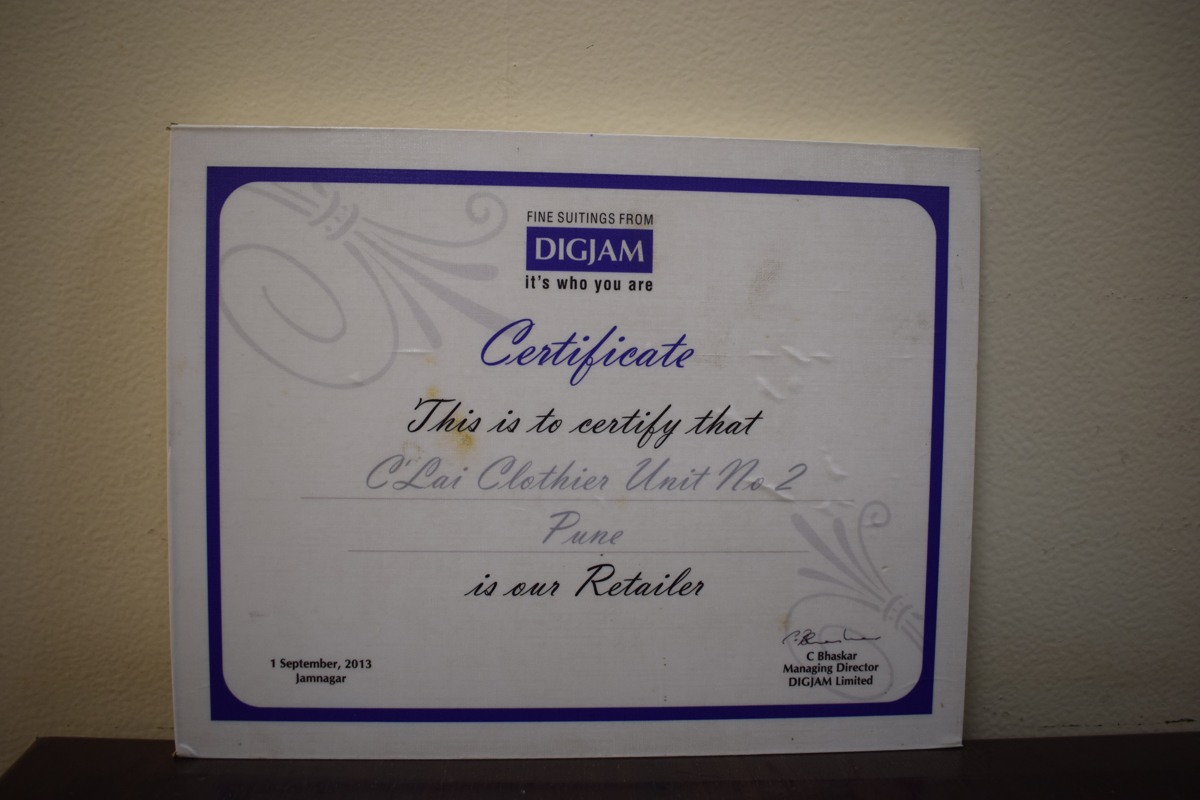 FINE SUITINGS FROM
DIGJAM
it's who you are
Certificate
This is to certify that
C'Lai Clothier Unit No 2
Pune
is our Retailer
1 September, 2013
Jamnagar
C Bhaskar
C Bhaskar
Managing Director
DIGJAM Limited